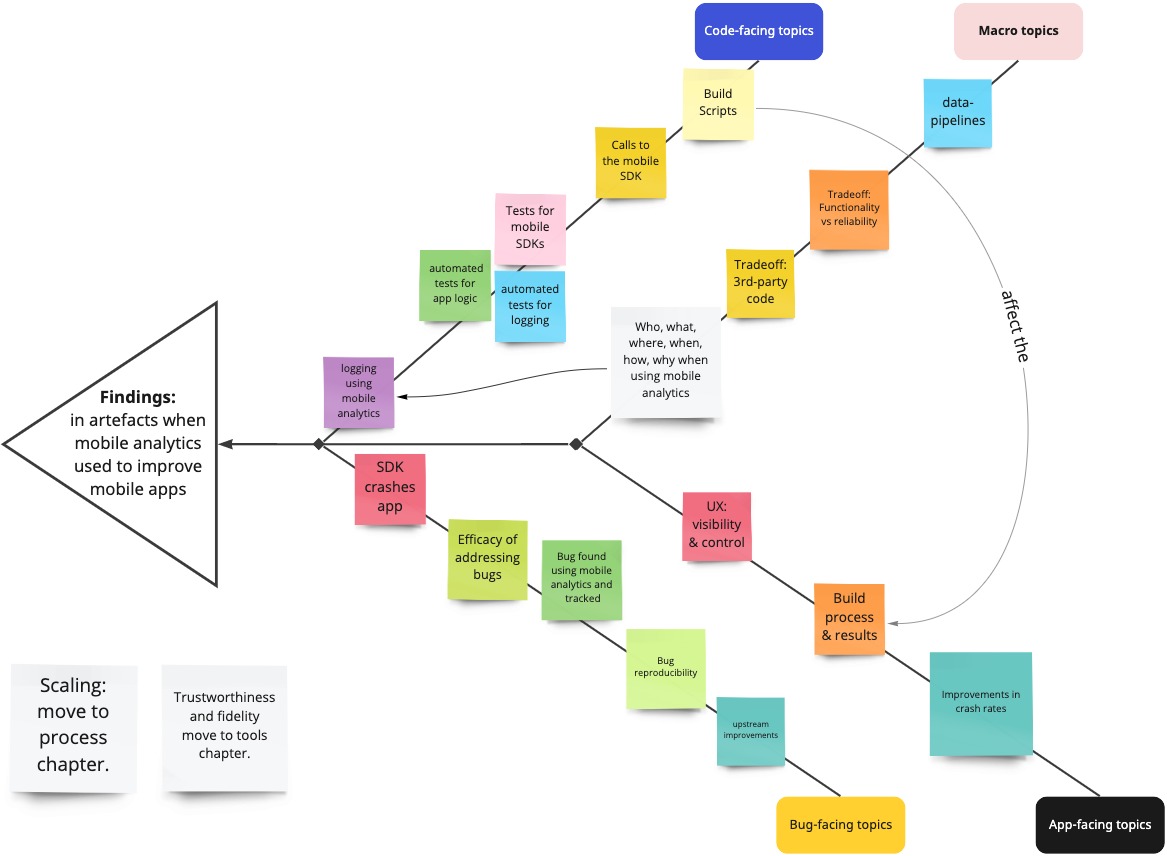 Code-facing topics
Macro topics
Build
Scripts
data-
pipelines
Calls to
the mobile
SDK
Tradeoff:
Functionality
vs reliability
Tests for
mobile
SDKs
automated
tests for
app logic
automated
tests for
logging
Tradeoff:
3rd-party
code
Who, what,
where, when,
how, why when
using mobile
analytics
affect the
logging
using
mobile
analytics
Findings:
in artefacts when
mobile analytics
used to improve
mobile apps
SDK
crashes
app
Efficacy of
addressing
bugs
Bug found
using mobile
analytics and
tracked
Bug
reproducibility
upstream
improvements
UX:
visibility
& control
Build
process
& results
Improvements in
crash rates
Scaling:
move to
process
chapter.
Trustworthiness
and fidelity
move to tools
chapter.
Bug-facing topics
App-facing topics